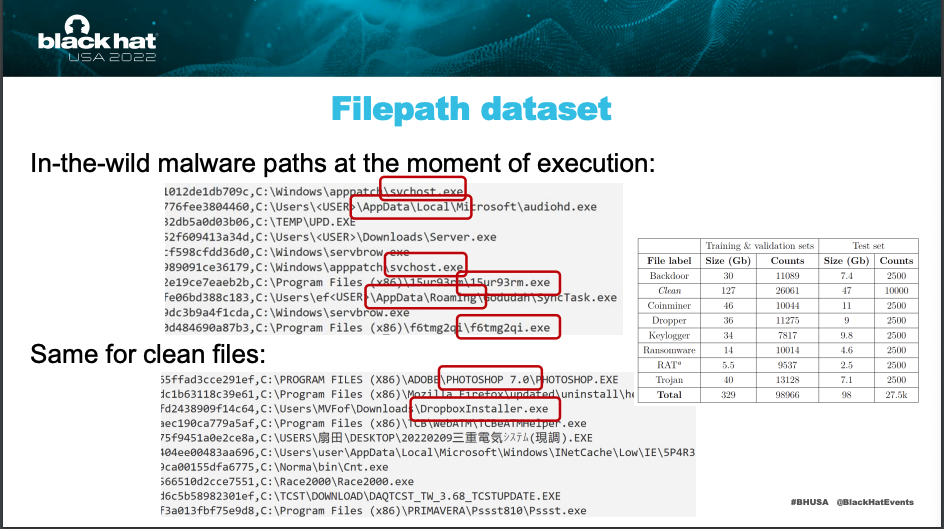 black hat
USA 2022
Filepath dataset
In-the-wild malware paths at the moment of execution:
1012de1db709c,C:\Windows\apppatch\svchost.exe
776fee3804460,C:\Users\<USER>\AppData\Local\Microsoft\audiohd.exe
32db5a0d03b06,C:\TEMP\UPD.EXE
52f609413a34d,C:\Users\<USER>\Downloads\Server.exe
cf598cfdd36d0,C:\Windows\servbrow.exe
989091ce36179,C:\Windows\apppatch\svchost.exe
2e19ce7eaeb2b,C:\Program Files (x86)\15ur93rm\15ur93rm.exe
fe06bd388c183,C:\Users\ef<USER>\AppData\Roaming\Godudah\SyncTask.exe
9dc3b9a4f1cda,C:\Windows\servbrow.exe
0d484690a87b3,C:\Program Files (x86)\f6tmg2qi\f6tmg2qi.exe
Same for clean files:
55ffad3cce291ef,C:\PROGRAM FILES (X86)\ADOBE\PHOTOSHOP 7.0\PHOTOSHOP.EXE
dc1b63118c39e61,C:\Program Files (x86)\Mozilla Firefox\updated\uninstall\he
fd2438909f14c64,C:\Users\MVFof\Downloads\DropboxInstaller.exe
aec190ca779a5af,C:\Program Files (x86)\TCB\WebATM\TCBeATMHelper.exe
75f9451a0e2ce8a,C:\USERS\扇田\DESKTOP\20220209三重電気ｼｽﾃﾑ(現調).EXE
404ee00483aa696,C:\Users\user\AppData\Local\Microsoft\Windows\INetCache\Low\IE\5P4R3
9ca00155dfa6775,C:\Norma\bin\Cnt.exe
566510d2cce7551,C:\Race2000\Race2000.exe
d6c5b58982301ef,C:\TCST\DOWNLOAD\DAQTCST_TW_3.68_TCSTUPDATE.EXE
f3a013fbf75e9d8,C:\Program Files (x86)\PRIMAVERA\Pssst810\Pssst.exe
Training & validation sets Test set
File label Size (Gb) Counts Size (Gb) Counts
Backdoor 30 11089 7.4 2500
Clean 127 26061 47 10000
Coinminer 46 10044 11 2500
Dropper 36 11275 9 2500
Keylogger 34 7817 9.8 2500
Ransomware 14 10014 4.6 2500
RATᵃ 5.5 9537 2.5 2500
Trojan 40 13128 7.1 2500
Total 329 98966 98 27.5k
#BHUSA @BlackHatEvents